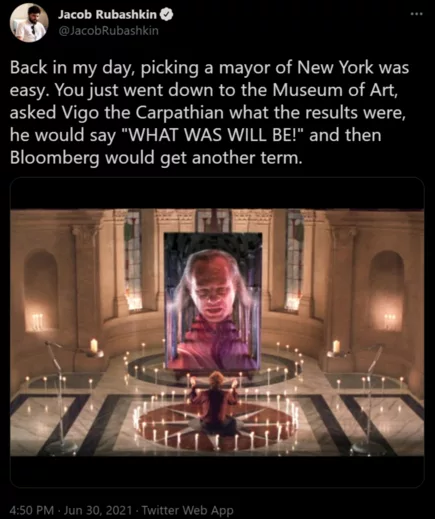 Jacob Rubashkin
@JacobRubashkin
Back in my day, picking a mayor of New York was
easy. You just went down to the Museum of Art,
asked Vigo the Carpathian what the results were,
he would say "WHAT WAS WILL BE!" and then
Bloomberg would get another term.
4:50 PM · Jun 30, 2021 · Twitter Web App